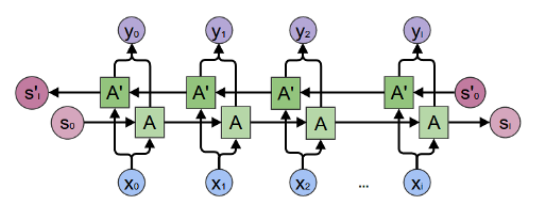 y₀ y₁ y₂ yᵢ
s'ᵢ A' A' A' A' s'₀
s₀ A A A A sᵢ
x₀ x₁ x₂ ... xᵢ